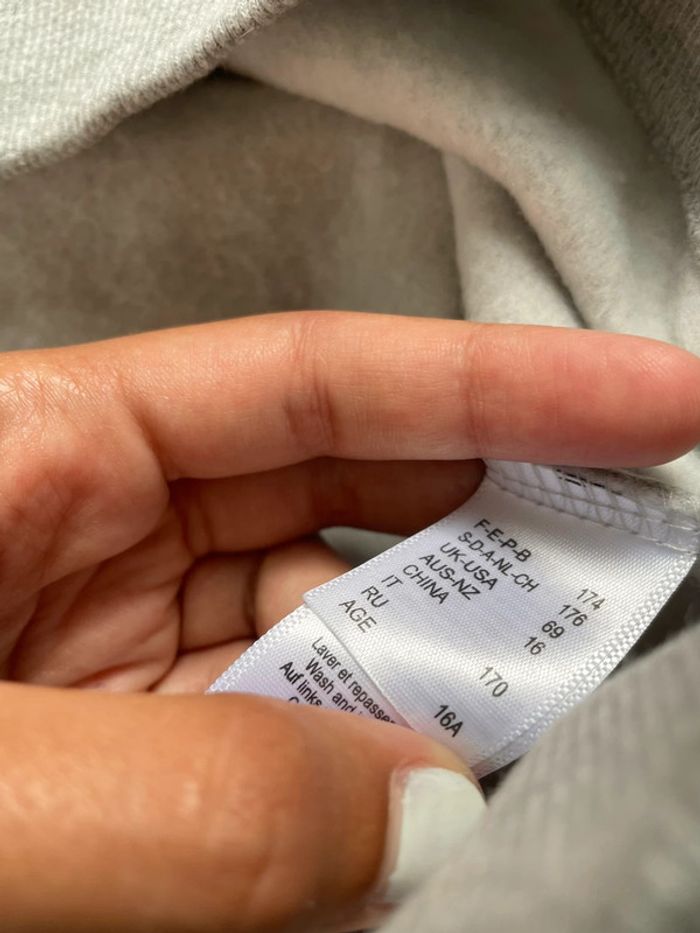 F-E-P-B 174
S-D-A-NL-CH 176
UK-USA 69
AUS-NZ 16
CHINA
IT 170
RU
AGE 16A
Laver et repasser
Wash and
Auf links